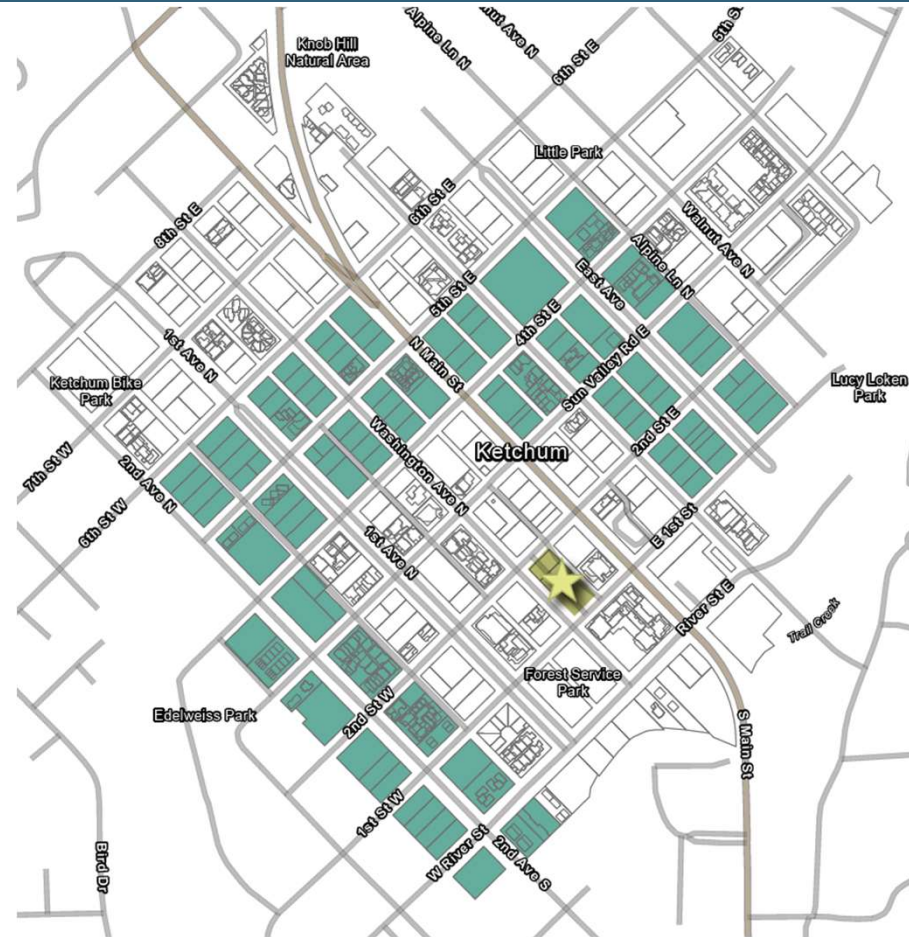 Alpine Ln N
nut Ave N
5th St
Knob Hill
Natural Area
6th St E
Little Park
6th St E
Walnut Ave N
8th St E
Alpine Ln N
East Ave
5th St E
4th St E
N Main St
Sun Valley Rd E
1st Ave N
Ketchum Bike
Park
Lucy Loken
Park
2nd St E
Washington Ave N
Ketchum
7th St W
2nd Ave N
6th St W
E 1st St
1st Ave N
River St E
Trail Creek
Forest Service
Park
Edelweiss Park
2nd St W
S Main St
1st St W
W River St
2nd Ave S
Bird Dr